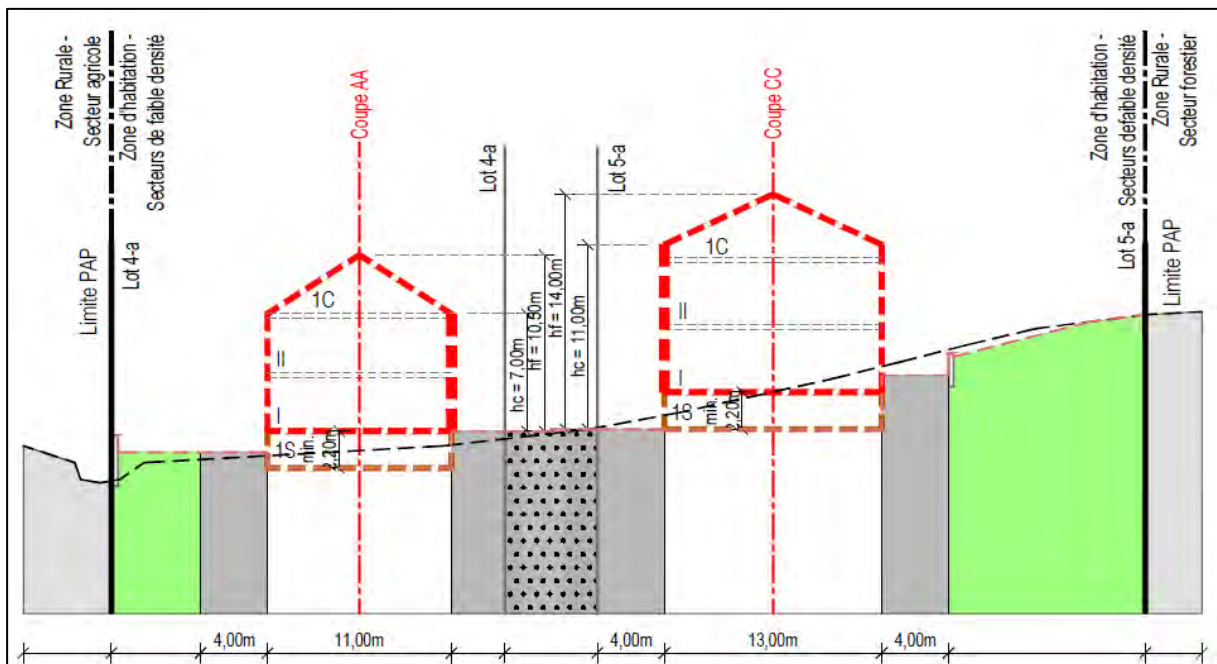 Zone Rurale -
Secteur agricole
Zone d'habitation -
Secteurs de faible densité
Limite PAP
Lot 4-a
Coupe AA
Lot 4-a
Lot 5-a
Coupe CC
Zone d'habitation -
Secteurs defaible densité
Zone Rurale -
Secteur forestier
Lot 5-a
Limite PAP
1C
II
I
1S
min.
2.20m
hc = 7,00m
hf = 10,50m
hf = 14,00m
hc = 11,00m
1C
II
I
1S
min.
2.20m
4,00m
11,00m
4,00m
13,00m
4,00m